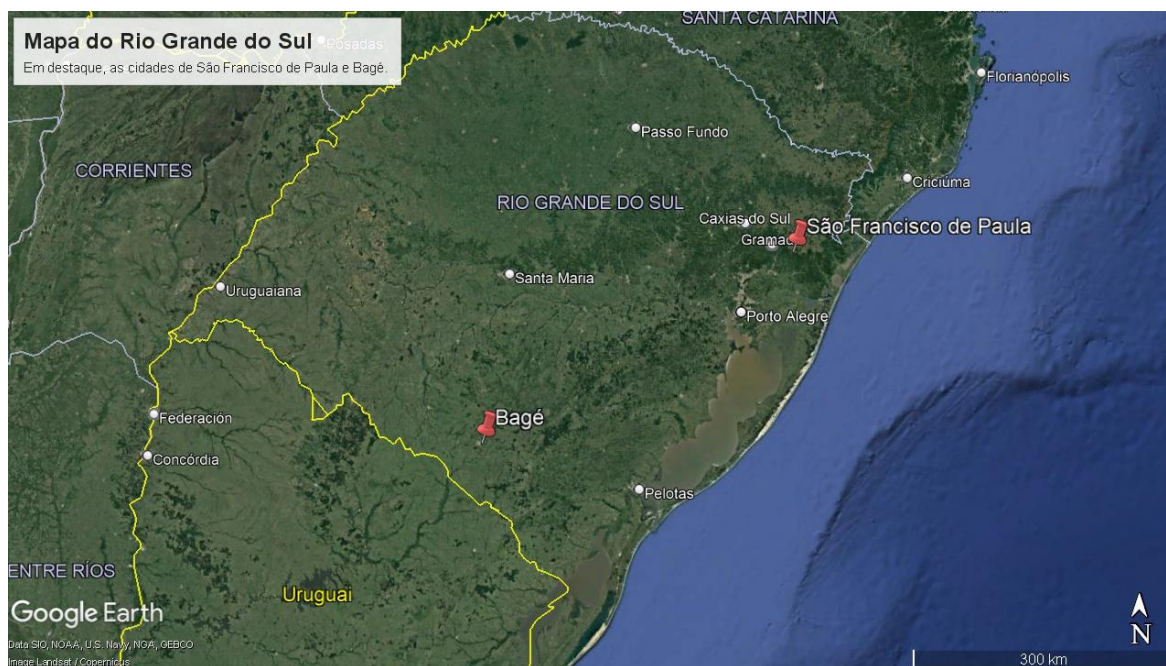 SANTA CATARINA
Mapa do Rio Grande do Sul
Posadas
Em destaque, as cidades de São Francisco de Paula e Bagé.
Florianópolis
Passo Fundo
CORRIENTES
Criciúma
RIO GRANDE DO SUL
Caxias do Sul
São Francisco de Paula
Gramad
Santa Maria
Uruguaiana
Porto Alegre
Federación
Bagé
Concórdia
Pelotas
ENTRE RÍOS
Uruguai
Google Earth
N
Data SIO, NOAA, U.S. Navy, NGA, GEBCO
Image Landsat / Copernicus
300 km